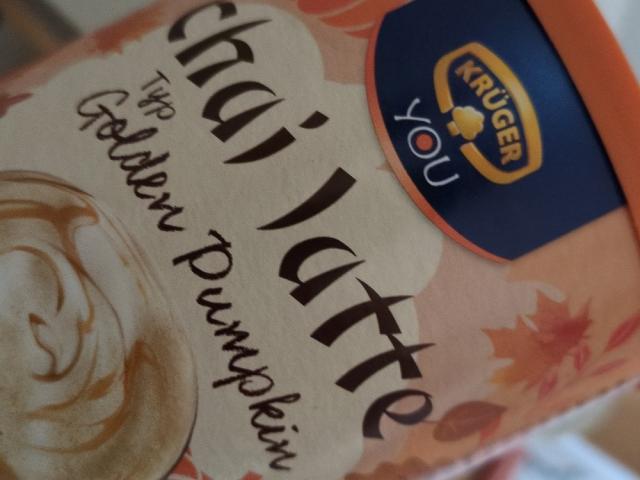 KRÜGER
YOU
chai latte
Typ
Golden Pumpkin